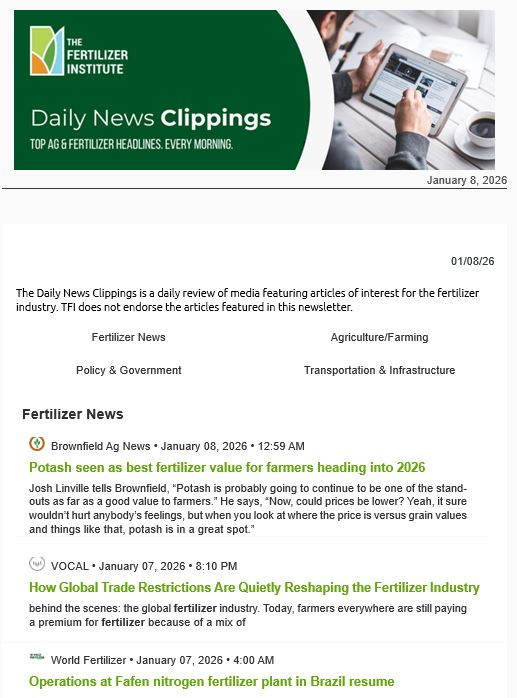 THE
FERTILIZER
INSTITUTE
Daily News Clippings
TOP AG & FERTILIZER HEADLINES. EVERY MORNING.
January 8, 2026
01/08/26
The Daily News Clippings is a daily review of media featuring articles of interest for the fertilizer
industry. TFI does not endorse the articles featured in this newsletter.
Fertilizer News
Agriculture/Farming
Policy & Government
Transportation & Infrastructure
Fertilizer News
Brownfield Ag News • January 08, 2026 • 12:59 AM
Potash seen as best fertilizer value for farmers heading into 2026
Josh Linville tells Brownfield, “Potash is probably going to continue to be one of the stand-
outs as far as a good value to farmers.” He says, “Now, could prices be lower? Yeah, it sure
wouldn’t hurt anybody’s feelings, but when you look at where the price is versus grain values
and things like that, potash is in a great spot.”
VOCAL • January 07, 2026 • 8:10 PM
How Global Trade Restrictions Are Quietly Reshaping the Fertilizer Industry
behind the scenes: the global fertilizer industry. Today, farmers everywhere are still paying
a premium for fertilizer because of a mix of
World Fertilizer • January 07, 2026 • 4:00 AM
Operations at Fafen nitrogen fertilizer plant in Brazil resume